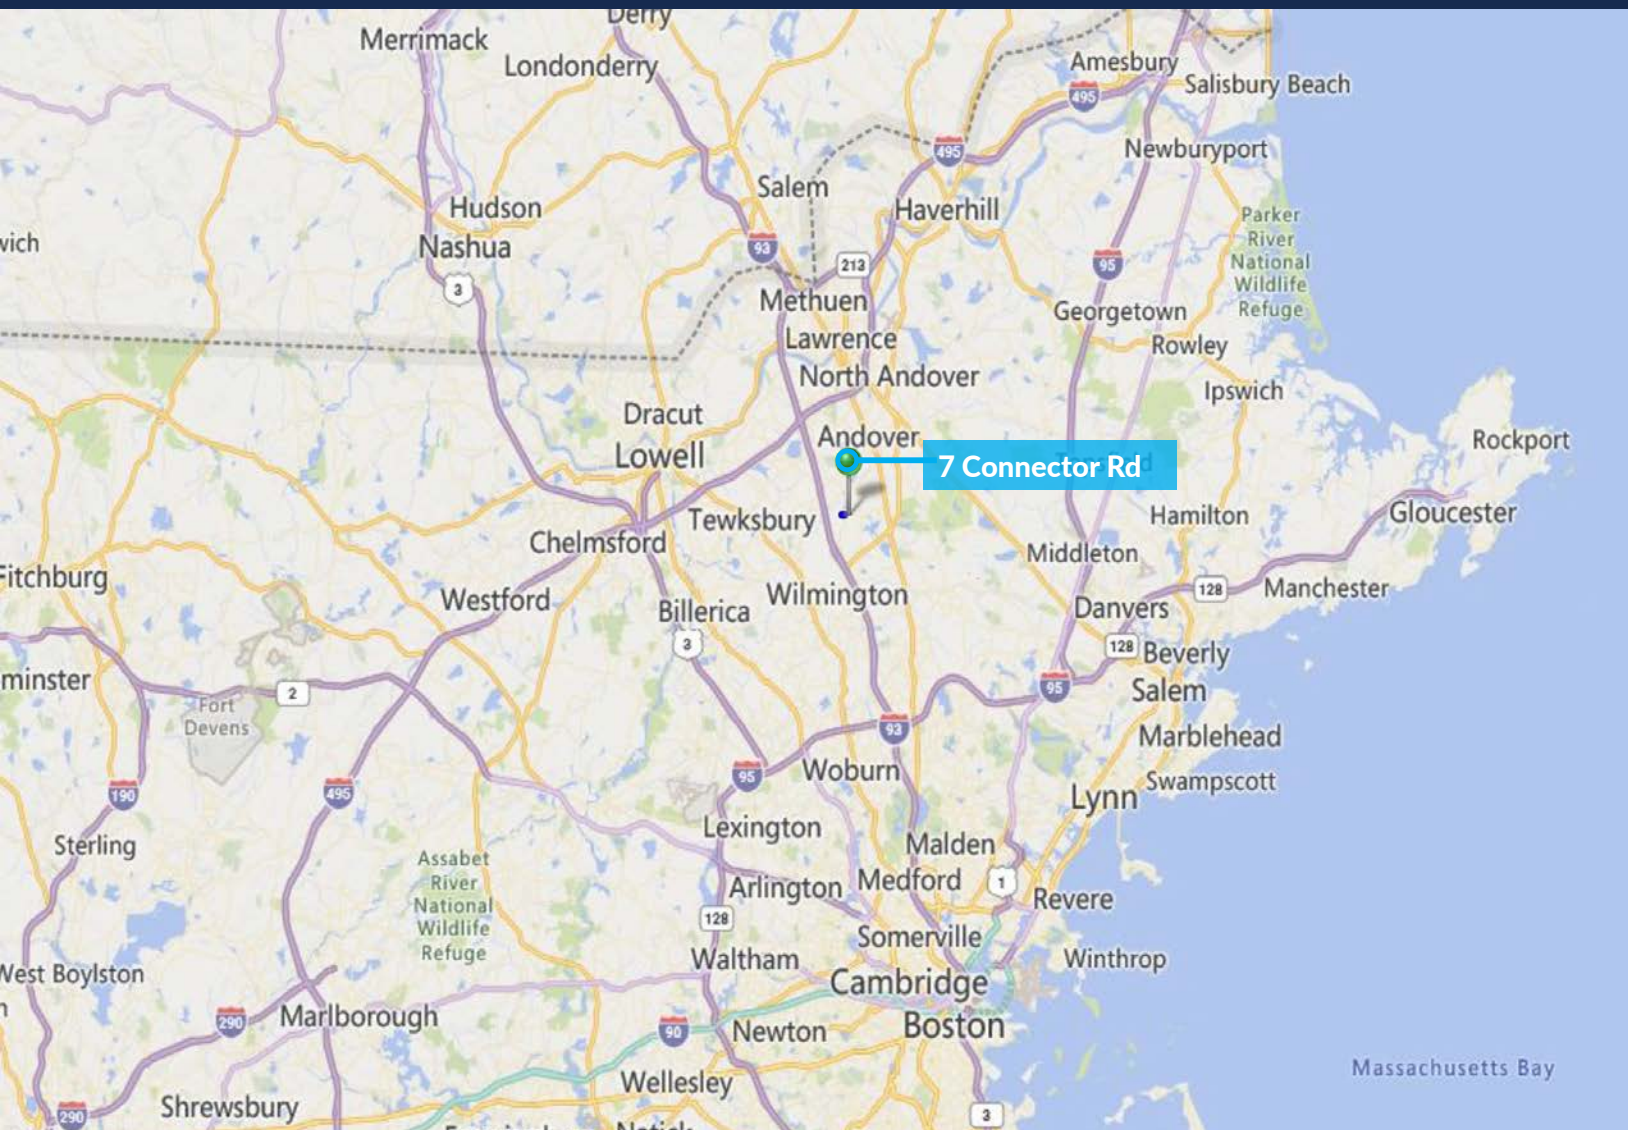 Derry
Merrimack
Londonderry
Amesbury
495
Salisbury Beach
495
Newburyport
Salem
Hudson
Haverhill
Parker
River
National
Wildlife
Refuge
wich
Nashua
93
213
95
3
Methuen
Georgetown
Lawrence
Rowley
North Andover
Ipswich
Dracut
Andover
Rockport
Lowell
7 Connector Rd
Tewksbury
Hamilton
Gloucester
Chelmsford
Middleton
Fitchburg
Westford
Billerica
Wilmington
128
Manchester
Danvers
3
128
Beverly
minster
2
95
Salem
Fort
Devens
93
Marblehead
95
Woburn
Swampscott
190
495
Lynn
Lexington
Malden
Sterling
Assabet
River
National
Wildlife
Refuge
Arlington
Medford
1
Revere
128
Somerville
Waltham
Winthrop
West Boylston
Cambridge
n
290
Marlborough
90
Newton
Boston
Massachusetts Bay
Wellesley
290
Shrewsbury
3
Natick